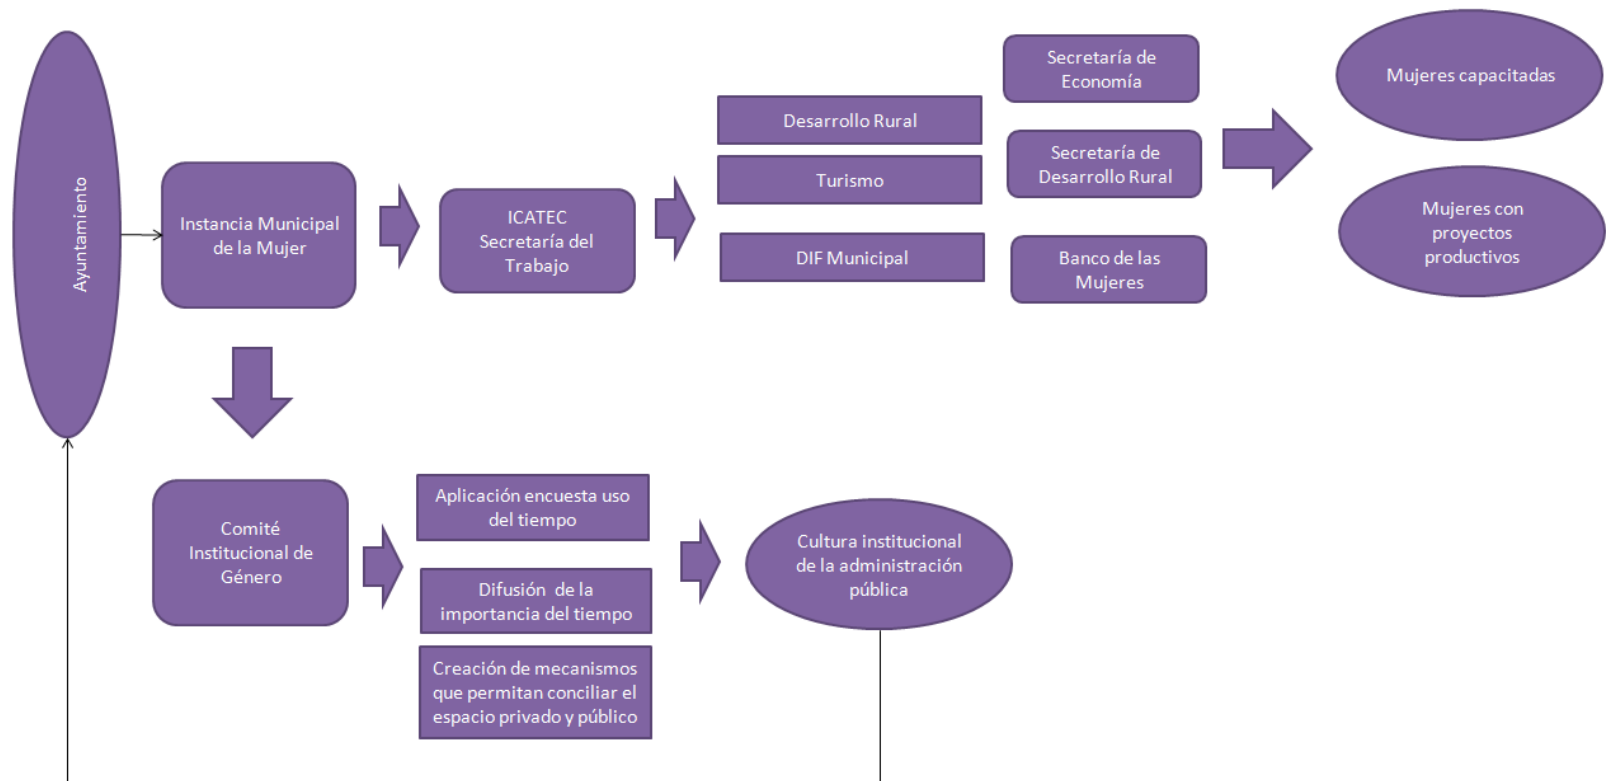 Ayuntamiento
Instancia Municipal
de la Mujer
ICATEC
Secretaría del
Trabajo
Desarrollo Rural
Turismo
DIF Municipal
Secretaría de
Economía
Secretaría de
Desarrollo Rural
Banco de las
Mujeres
Mujeres capacitadas
Mujeres con
proyectos
productivos
Comité
Institucional de
Género
Aplicación encuesta uso
del tiempo
Difusión de la
importancia del tiempo
Creación de mecanismos
que permitan conciliar el
espacio privado y público
Cultura institucional
de la administración
pública